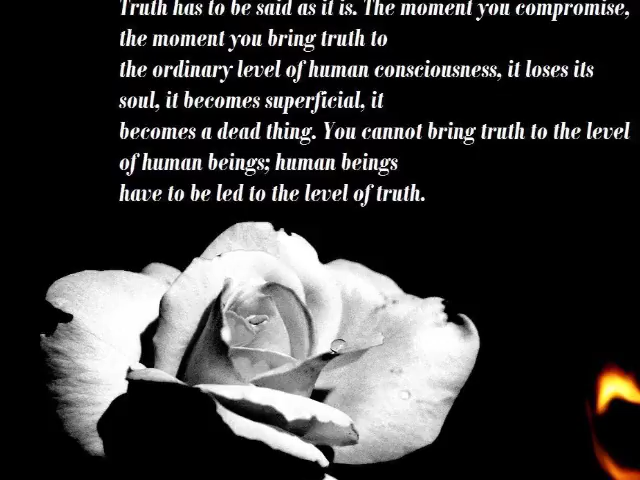 Truth has to be said as it is. The moment you compromise,
the moment you bring truth to
the ordinary level of human consciousness, it loses its
soul, it becomes superficial, it
becomes a dead thing. You cannot bring truth to the level
of human beings; human beings
have to be led to the level of truth.